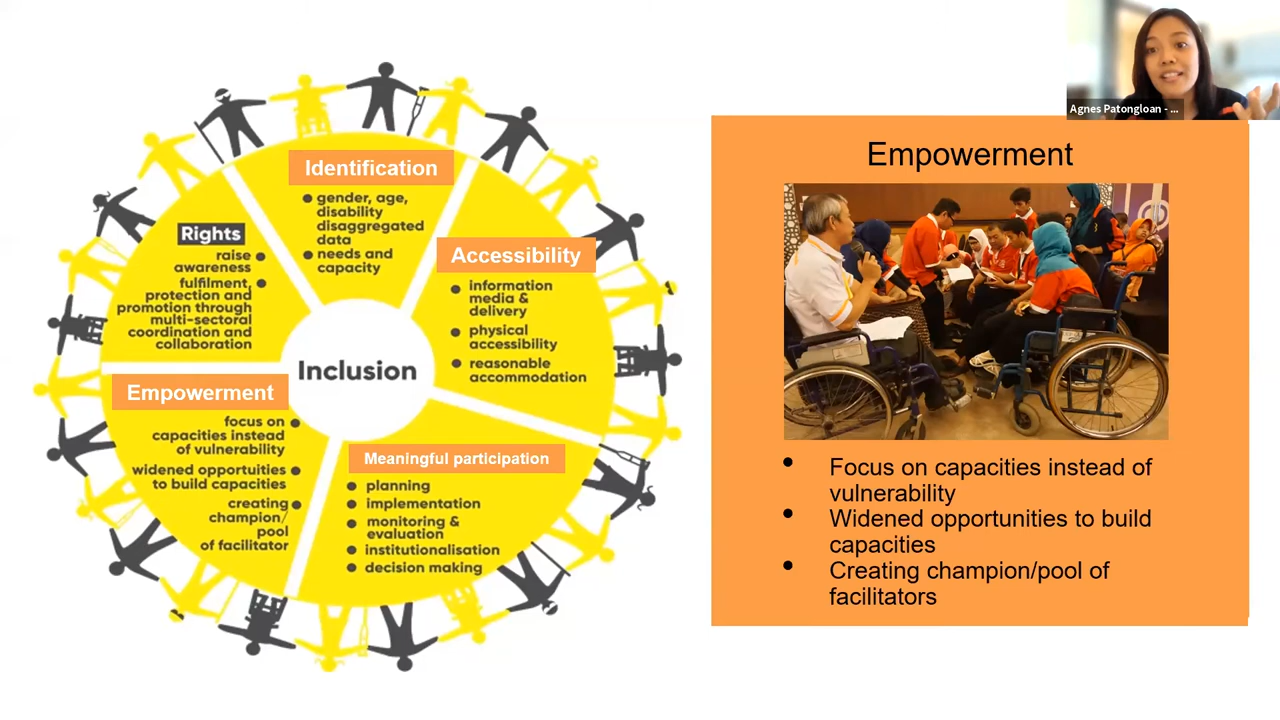 Agnes Patongloan - ...
Identification
gender, age,
disability
disaggregated
data
needs and
capacity
Rights
raise
awareness
fulfilment,
protection and
promotion through
multi-sectoral
coordination and
collaboration
Accessibility
information
media &
delivery
physical
accessibility
reasonable
accommodation
Inclusion
Empowerment
focus on
capacities instead
of vulnerability
widened opportuities
to build capacities
creating
champion/
pool
of facilitator
Meaningful participation
planning
implementation
monitoring &
evaluation
institutionalisation
decision making
Empowerment
Focus on capacities instead of
vulnerability
Widened opportunities to build
capacities
Creating champion/pool of
facilitators